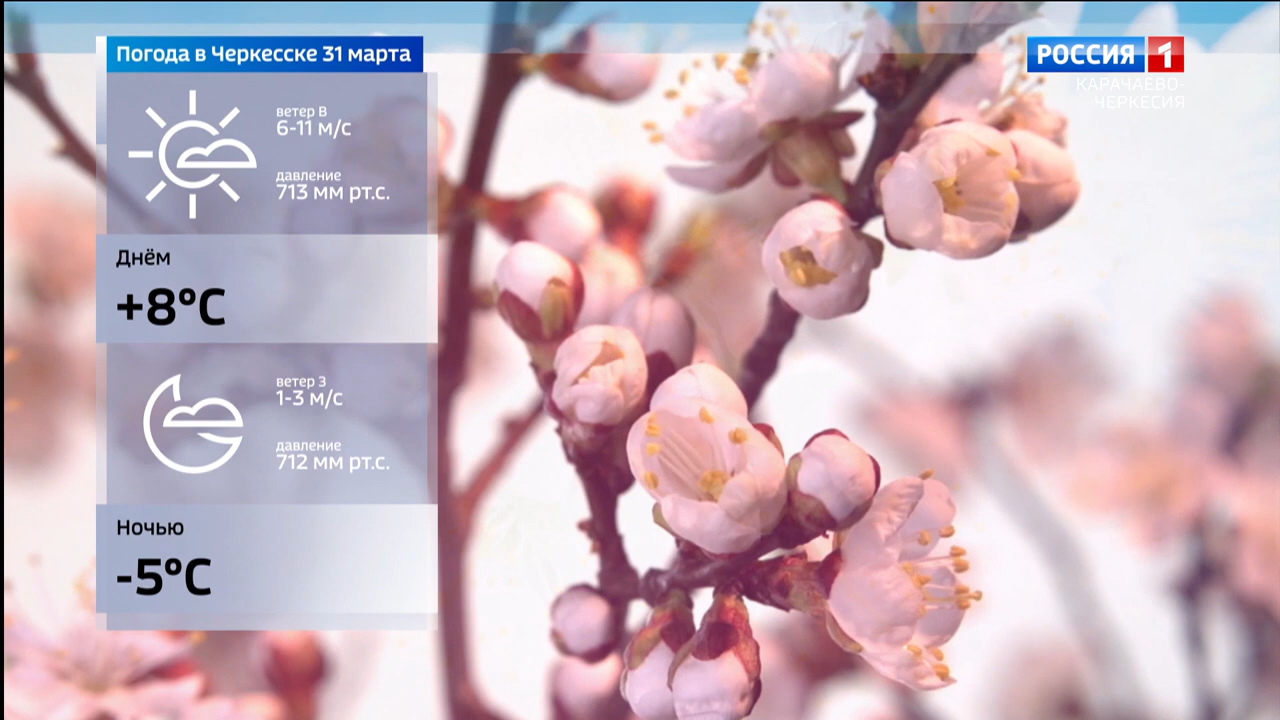 Погода в Черкесске 31 марта
РОССИЯ 1
КАРАЧАЕВО-
ЧЕРКЕСИЯ
ветер В
6-11 м/с
давление
713 мм рт.с.
Днём
+8°C
ветер З
1-3 м/с
давление
712 мм рт.с.
Ночью
-5°C